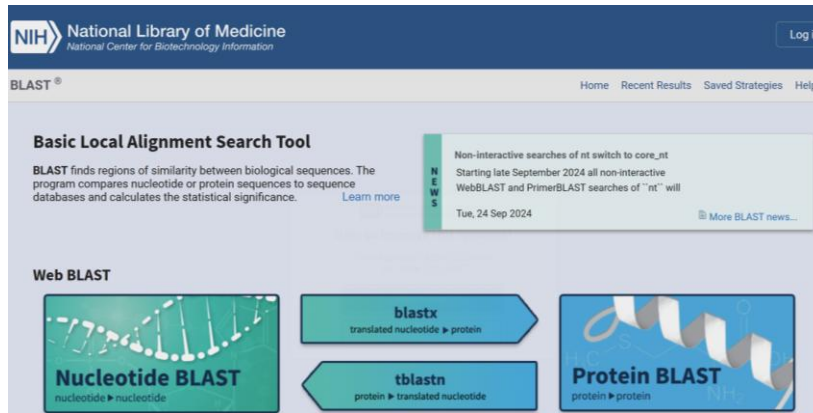 NIH
National Library of Medicine
National Center for Biotechnology Information
Log i
BLAST ®
Home Recent Results Saved Strategies Help
Basic Local Alignment Search Tool
BLAST finds regions of similarity between biological sequences. The
program compares nucleotide or protein sequences to sequence
databases and calculates the statistical significance. Learn more
NEWS
Non-interactive searches of nt switch to core_nt
Starting late September 2024 all non-interactive
WebBLAST and PrimerBLAST searches of ``nt`` will
Tue, 24 Sep 2024
More BLAST news...
Web BLAST
Nucleotide BLAST
nucleotide ▶ nucleotide
blastx
translated nucleotide ▶ protein
tblastn
protein ▶ translated nucleotide
Protein BLAST
protein ▶ protein
H₃C
NH₂